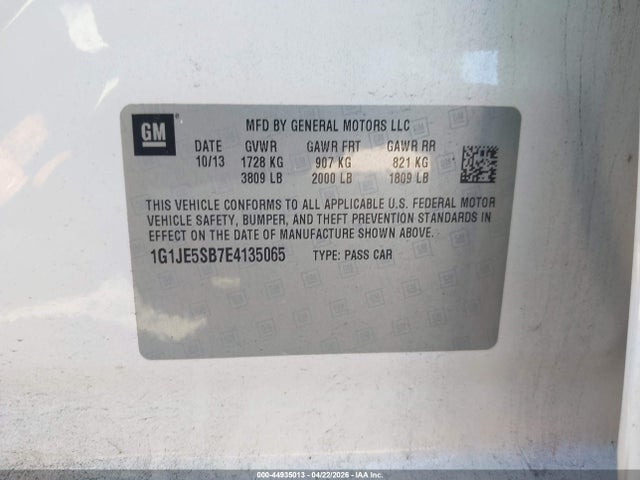 GM
MFD BY GENERAL MOTORS LLC
DATE GVWR GAWR FRT GAWR RR
10/13 1728 KG 907 KG 821 KG
3809 LB 2000 LB 1809 LB
THIS VEHICLE CONFORMS TO ALL APPLICABLE U.S. FEDERAL MOTOR
VEHICLE SAFETY, BUMPER, AND THEFT PREVENTION STANDARDS IN
EFFECT ON THE DATE OF MANUFACTURE SHOWN ABOVE.
1G1JE5SB7E4135065 TYPE: PASS CAR
000-44935013 - 04/22/2026 - IAA Inc.